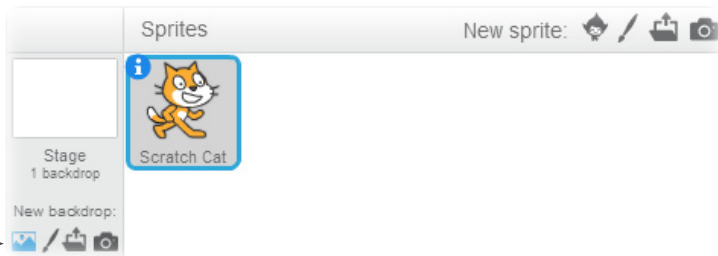 Sprites
New sprite:
Scratch Cat
Stage
1 backdrop
New backdrop: